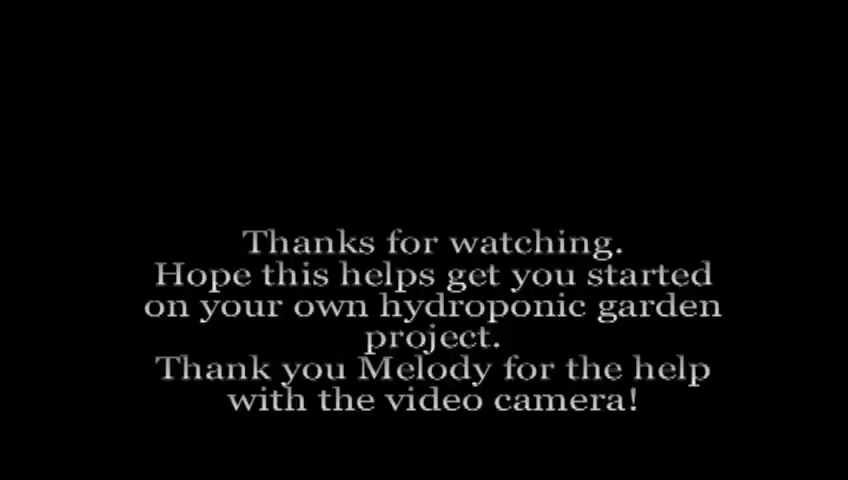 Thanks for watching.
Hope this helps get you started
on your own hydroponic garden
project.
Thank you Melody for the help
with the video camera!